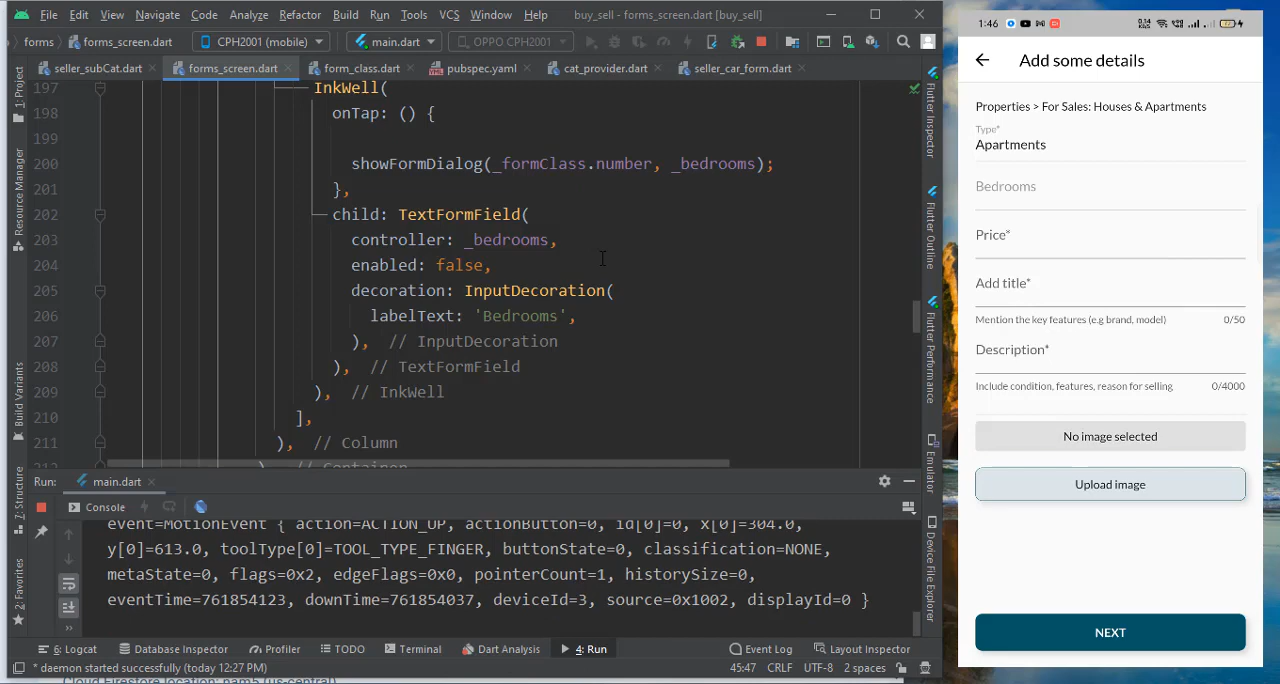 File Edit View Navigate Code Analyze Refactor Build Run Tools VCS Window Help buy_sell - forms_screen.dart [buy_sell]
forms forms_screen.dart CPH2001 (mobile) main.dart OPPO CPH2001
seller_subCat.dart forms_screen.dart form_class.dart pubspec.yaml cat_provider.dart seller_car_form.dart
197 InkWell(
198 onTap: () {
199
200 showFormDialog(_formClass.number, _bedrooms);
201 },
202 child: TextFormField(
203 controller: _bedrooms,
204 enabled: false,
205 decoration: InputDecoration(
206 labelText: 'Bedrooms',
207 ), // InputDecoration
208 ), // TextFormField
209 ), // InkWell
210 ],
211 ), // Column
212 ), // Container
1: Project
Resource Manager
Build Variants
7: Structure
2: Favorites
Flutter Inspector
Flutter Outline
Flutter Performance
Emulator
Device File Explorer
Run: main.dart
Console
event=MotionEvent { action=ACTION_UP, actionButton=0, id[0]=0, x[0]=304.0,
y[0]=613.0, toolType[0]=TOOL_TYPE_FINGER, buttonState=0, classification=NONE,
metaState=0, flags=0x2, edgeFlags=0x0, pointerCount=1, historySize=0,
eventTime=761854123, downTime=761854037, deviceId=3, source=0x1002, displayId=0 }
6: Logcat Database Inspector Profiler TODO Terminal Dart Analysis 4: Run Event Log Layout Inspector
* daemon started successfully (today 12:27 PM) 45:47 CRLF UTF-8 2 spaces
Cloud Firestore location: nam5 (us-central)
1:46
Add some details
Properties > For Sales: Houses & Apartments
Type*
Apartments
Bedrooms
Price*
Add title*
Mention the key features (e.g brand, model) 0/50
Description*
Include condition, features, reason for selling 0/4000
No image selected
Upload image
NEXT